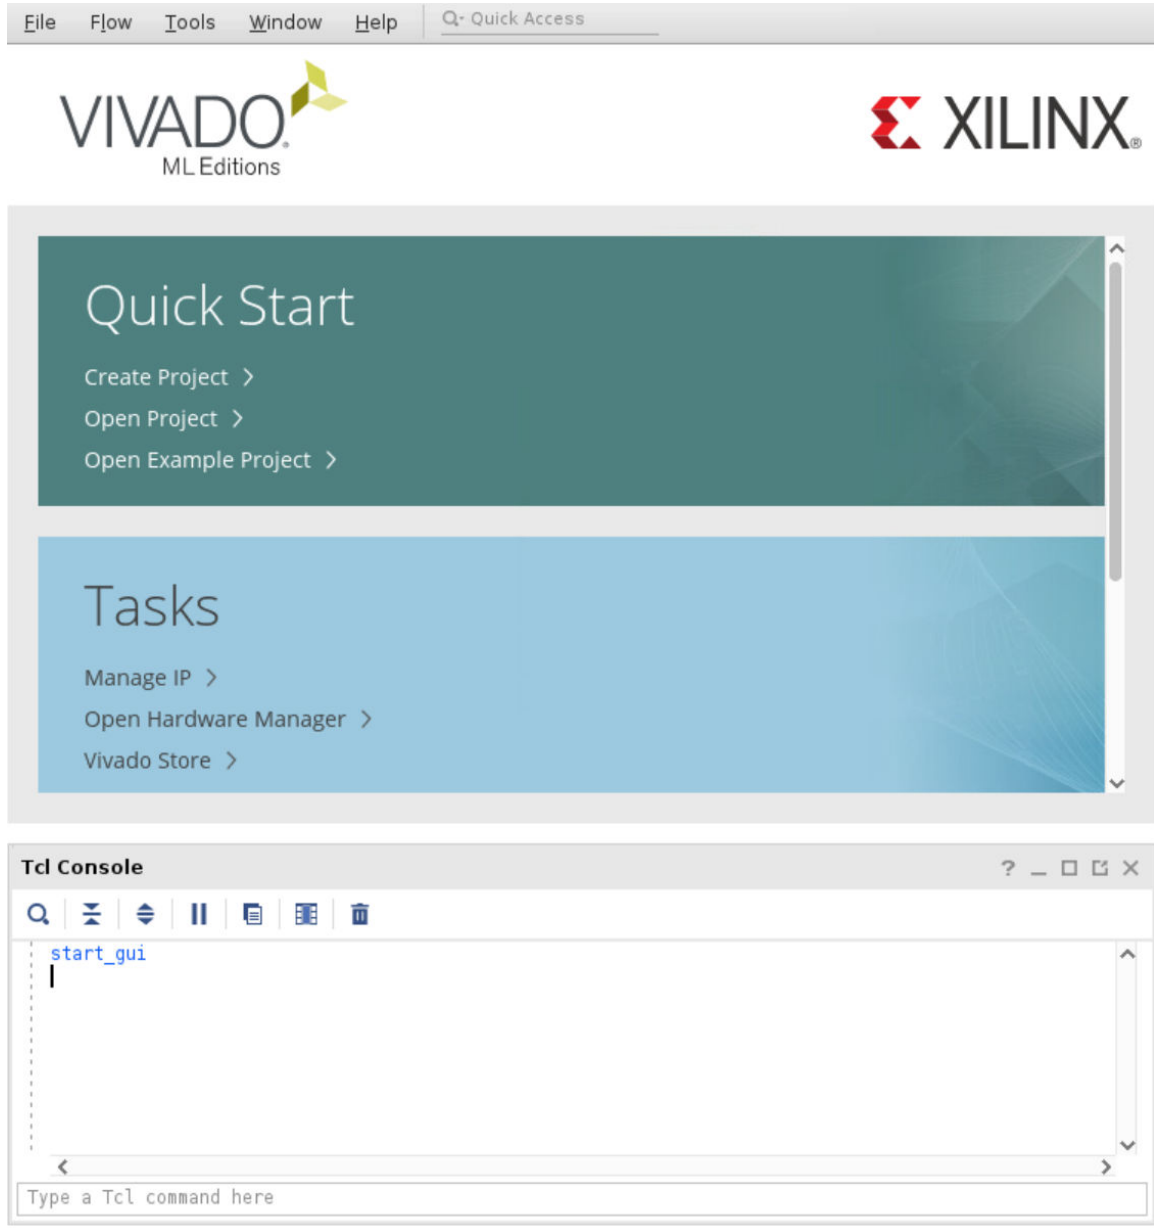 File Flow Tools Window Help Q- Quick Access
VIVADO.
ML Editions
XILINX®
Quick Start
Create Project >
Open Project >
Open Example Project >
Tasks
Manage IP >
Open Hardware Manager >
Vivado Store >
Tcl Console
start_gui
Type a Tcl command here